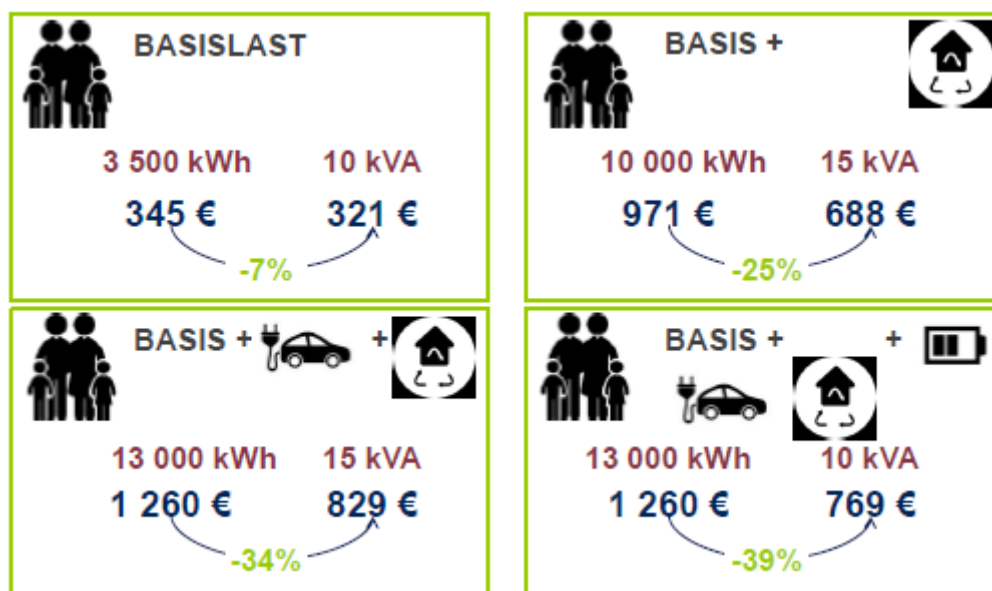 BASISLAST
3 500 kWh 10 kVA
345 € 321 €
-7%
BASIS +
10 000 kWh 15 kVA
971 € 688 €
-25%
BASIS + +
13 000 kWh 15 kVA
1 260 € 829 €
-34%
BASIS + +
13 000 kWh 10 kVA
1 260 € 769 €
-39%